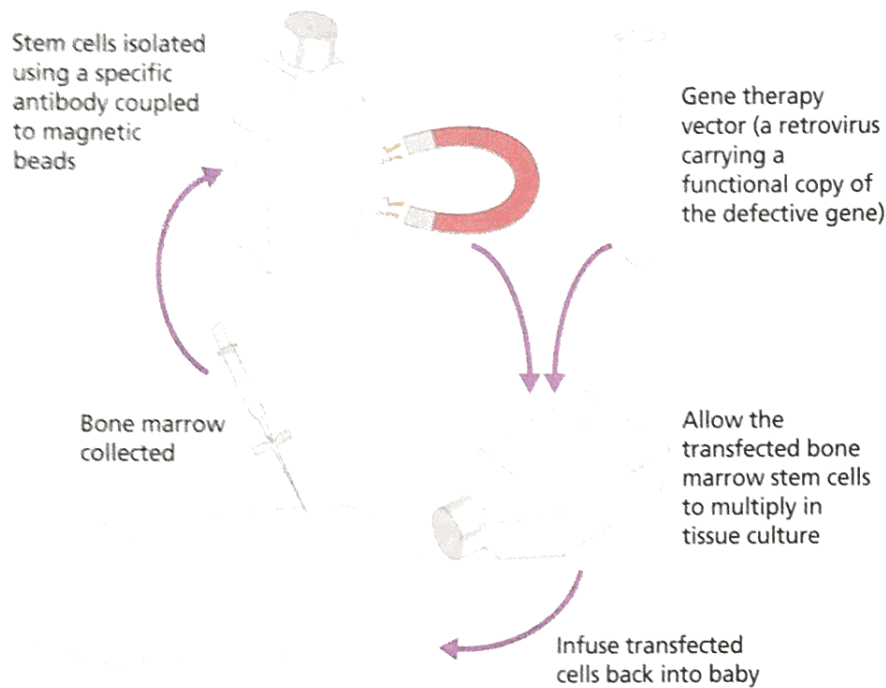 Stem cells isolated
using a specific
antibody coupled
to magnetic
beads
Gene therapy
vector (a retrovirus
carrying a
functional copy of
the defective gene)
Bone marrow
collected
Allow the
transfected bone
marrow stem cells
to multiply in
tissue culture
Infuse transfected
cells back into baby